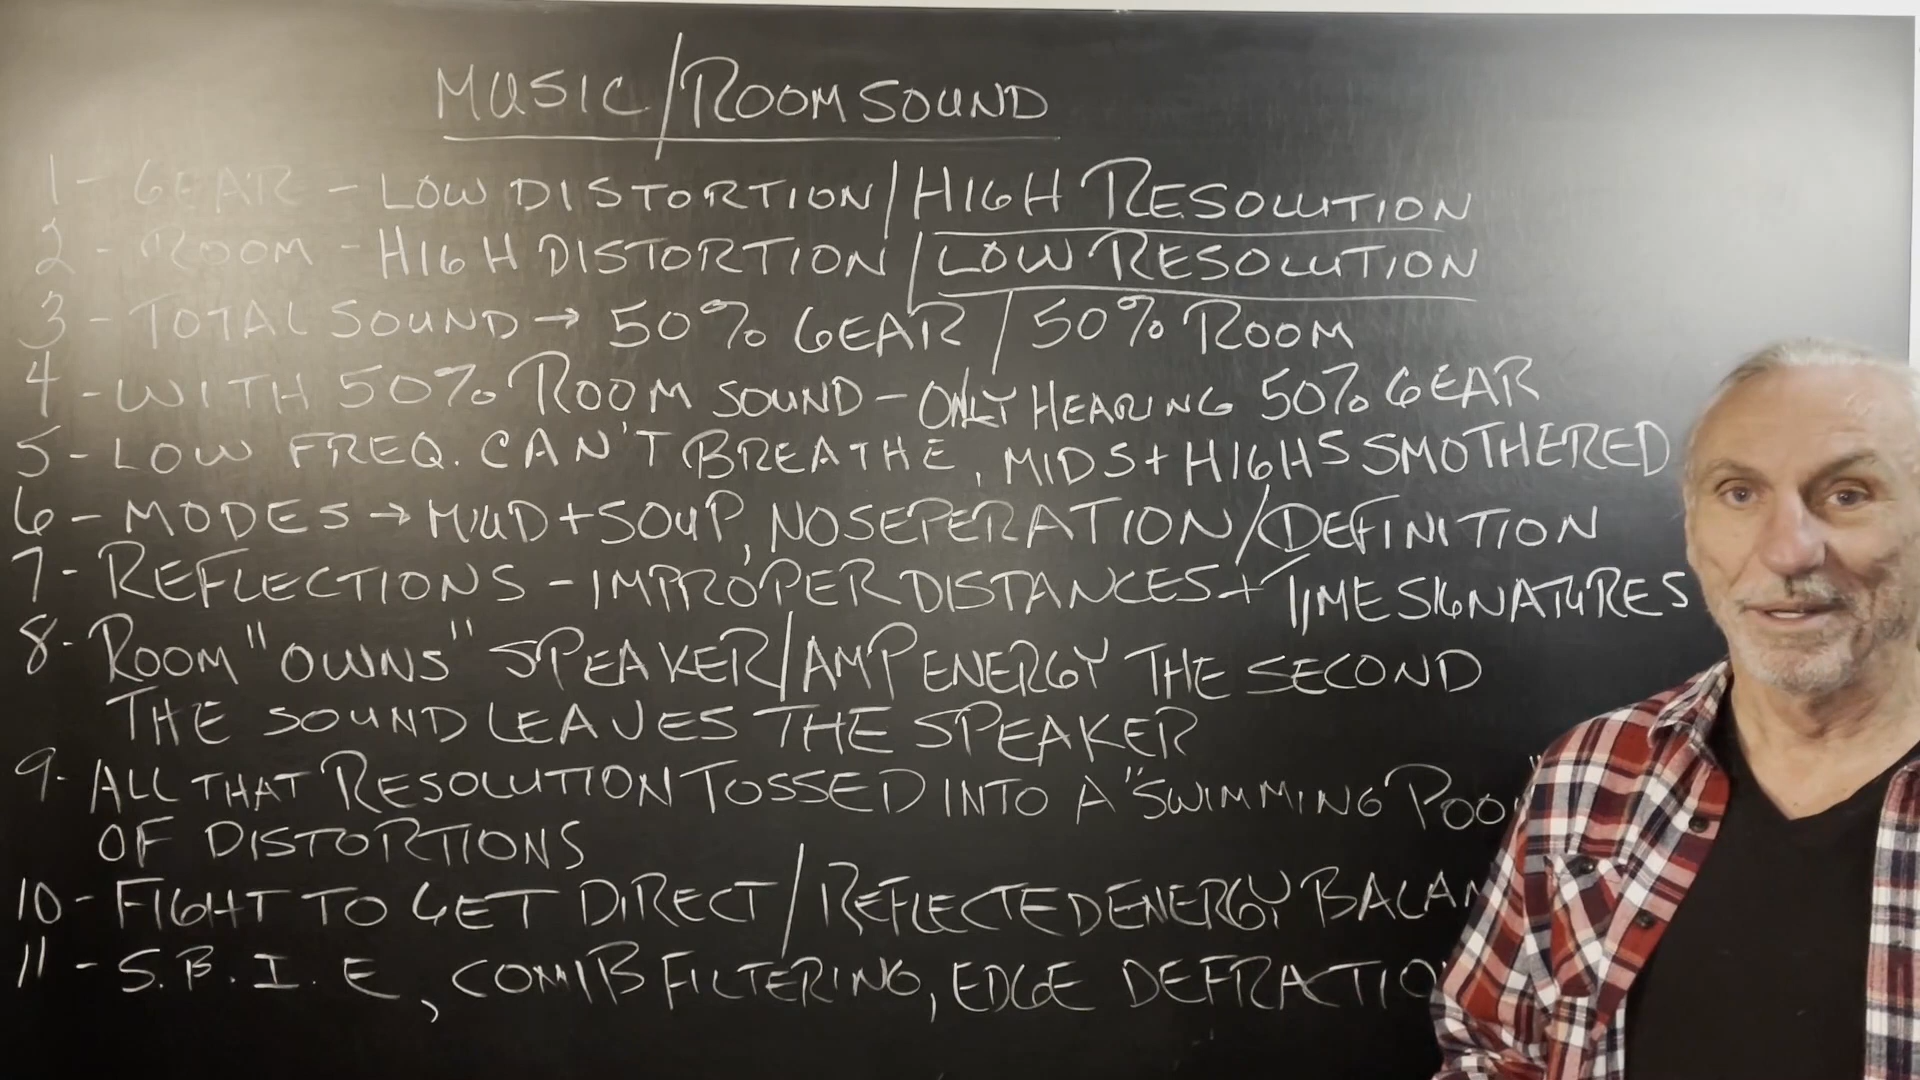 MUSIC/ROOM SOUND
1 - GEAR - LOW DISTORTION/HIGH RESOLUTION
2 - ROOM - HIGH DISTORTION/LOW RESOLUTION
3 - TOTAL SOUND → 50% GEAR/50% ROOM
4 - WITH 50% ROOM SOUND - ONLY HEARING 50% GEAR
5 - LOW FREQ. CAN'T BREATHE, MIDS + HIGHS SMOTHERED
6 - MODES → MUD + SOUP, NO SEPERATION/DEFINITION
7 - REFLECTIONS - IMPROPER DISTANCES + TIME SIGNATURES
8 - ROOM "OWNS" SPEAKER/AMP ENERGY THE SECOND
THE SOUND LEAVES THE SPEAKER
9 - ALL THAT RESOLUTION TOSSED INTO A "SWIMMING POO"
OF DISTORTIONS
10 - FIGHT TO GET DIRECT/REFLECTED ENERGY BALAN
11 - S.B.I.E, COMB FILTERING, EDGE DEFRACTIO